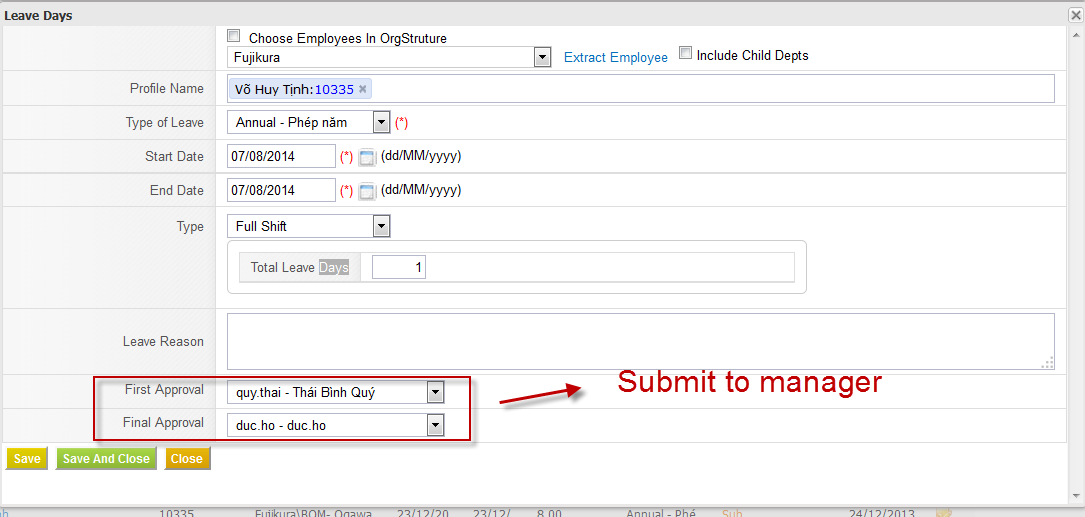 Leave Days
Choose Employees In OrgStruture
Fujikura Extract Employee Include Child Depts
Profile Name Võ Huy Tịnh:10335 ×
Type of Leave Annual - Phép năm (*)
Start Date 07/08/2014 (*) (dd/MM/yyyy)
End Date 07/08/2014 (*) (dd/MM/yyyy)
Type Full Shift
Total Leave Days 1
Leave Reason
First Approval quy.thai - Thái Bình Quý
Submit to manager
Final Approval duc.ho - duc.ho
Save Save And Close Close
10335 Fujikura\BOM- Ogawa 23/12/20 23/12/ 8.00 Annual - Phé Sub 24/12/2013